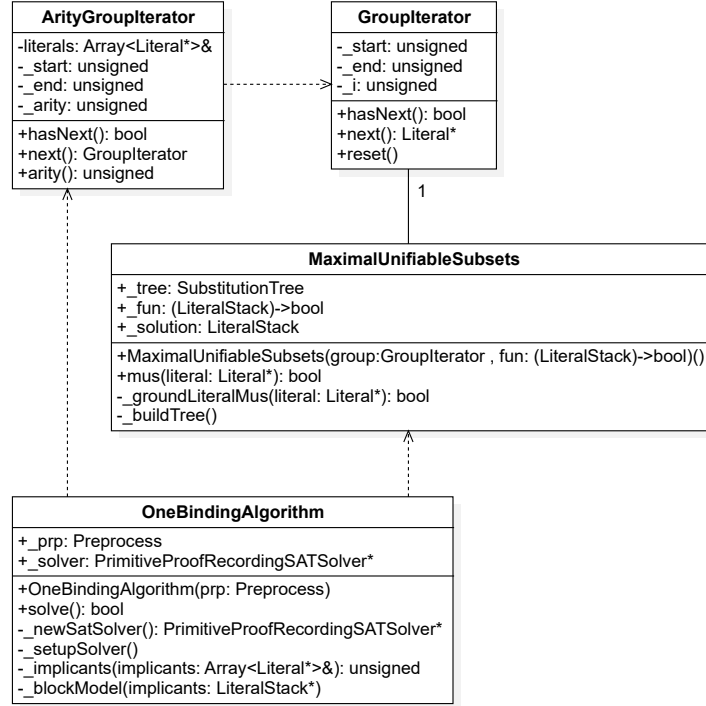 ArityGroupIterator
-literals: Array<Literal*>&
-_start: unsigned
-_end: unsigned
-_arity: unsigned
+hasNext(): bool
+next(): GroupIterator
+arity(): unsigned
GroupIterator
-_start: unsigned
-_end: unsigned
-_i: unsigned
+hasNext(): bool
+next(): Literal*
+reset()
1
MaximalUnifiableSubsets
+_tree: SubstitutionTree
+_fun: (LiteralStack)->bool
+_solution: LiteralStack
+MaximalUnifiableSubsets(group:GroupIterator , fun: (LiteralStack)->bool)()
+mus(literal: Literal*): bool
-_groundLiteralMus(literal: Literal*): bool
-_buildTree()
OneBindingAlgorithm
+_prp: Preprocess
+_solver: PrimitiveProofRecordingSATSolver*
+OneBindingAlgorithm(prp: Preprocess)
+solve(): bool
-_newSatSolver(): PrimitiveProofRecordingSATSolver*
-_setupSolver()
-_implicants(implicants: Array<Literal*>&): unsigned
-_blockModel(implicants: LiteralStack*)